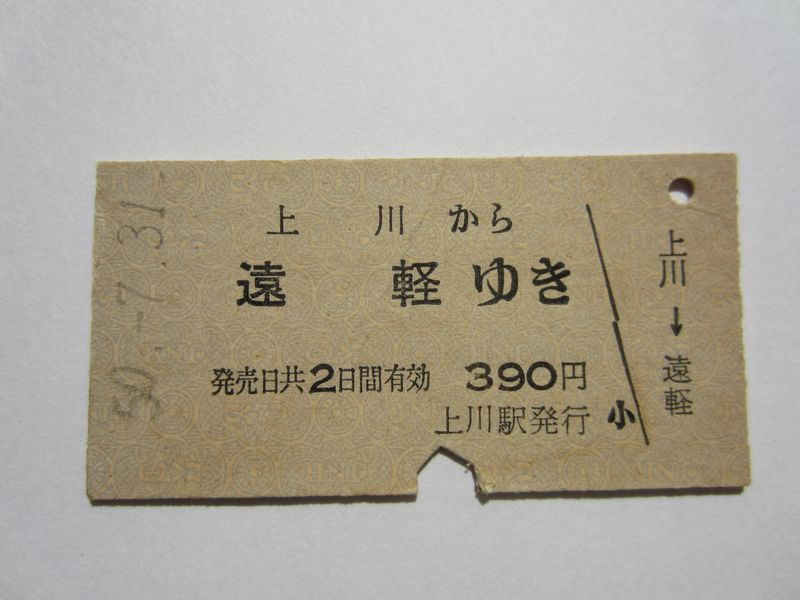 50.-7.31
上川から
遠軽ゆき
発売日共2日間有効 390円
上川駅発行 小
上川→遠軽